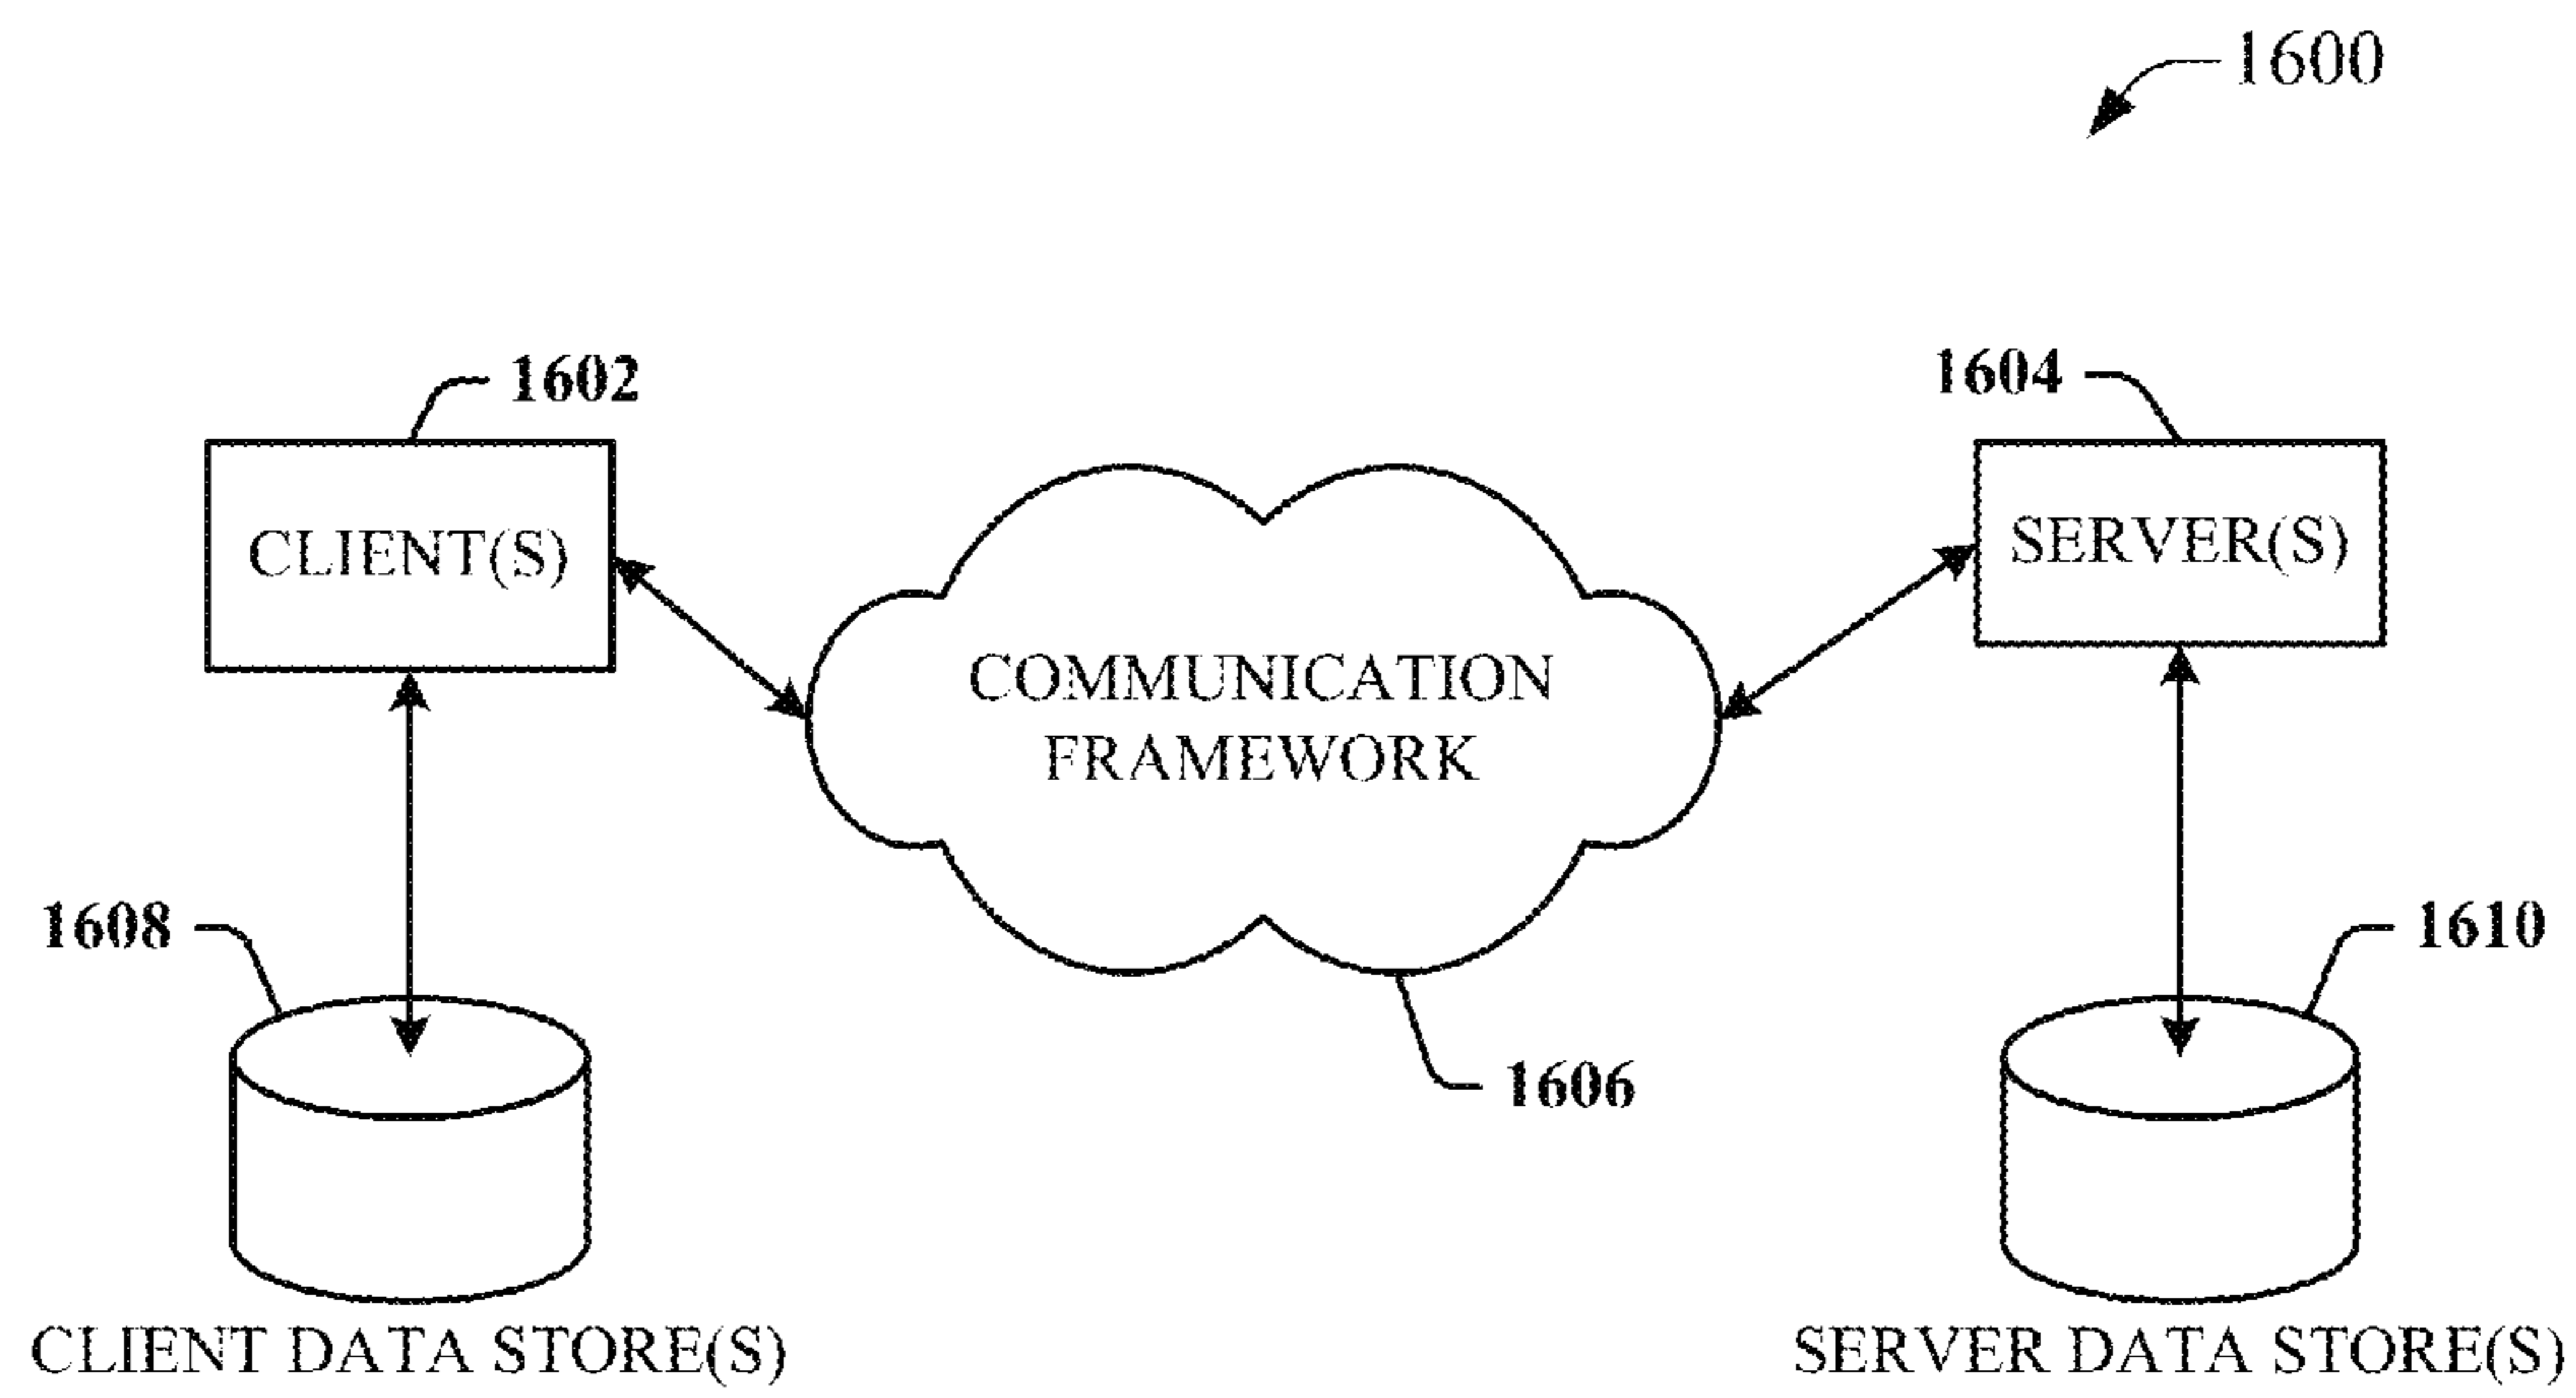 1600
1602
1604
CLIENT(S)
SERVER(S)
COMMUNICATION
FRAMEWORK
1608
1610
1606
CLIENT DATA STORE(S)
SERVER DATA STORE(S)